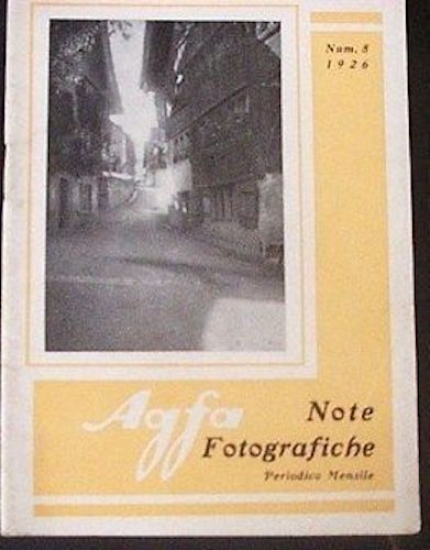 Num. 8
1926
Agfa
Note
Fotografiche
Periodico Mensile